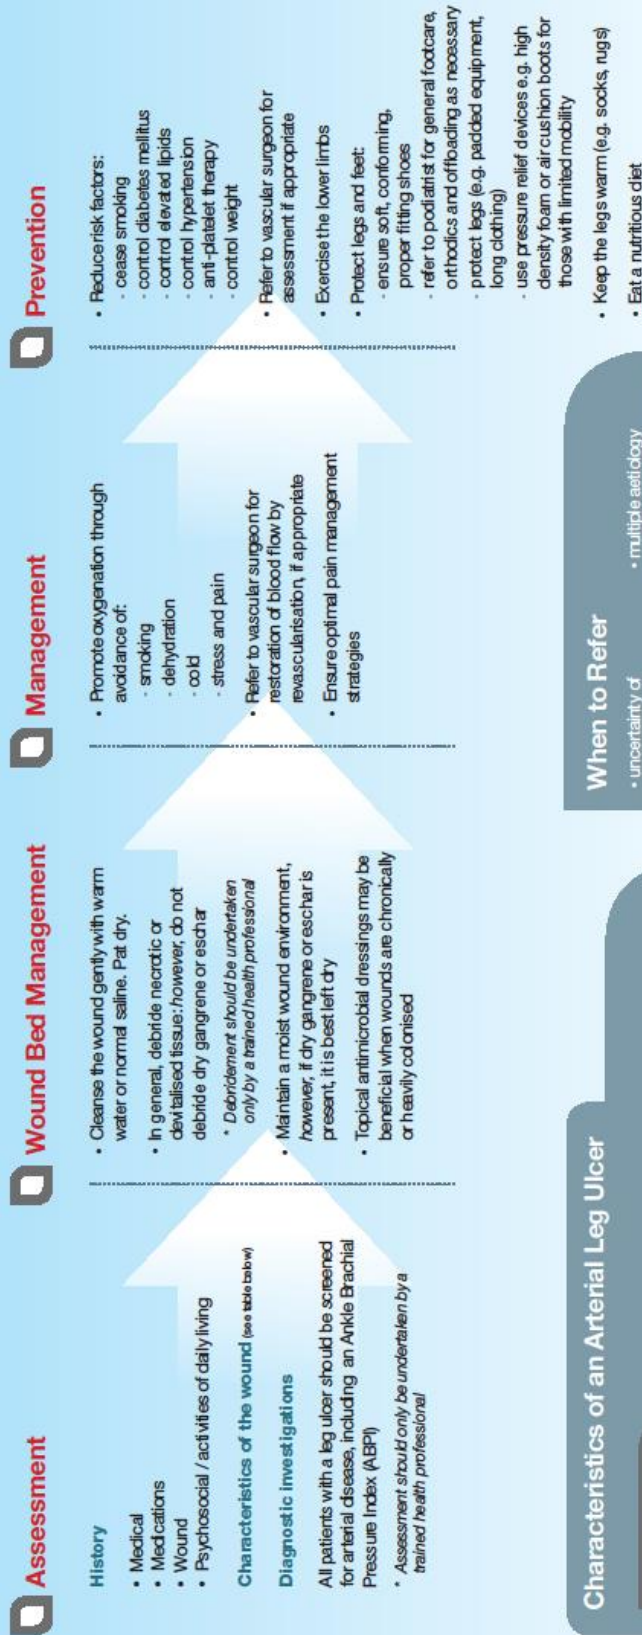 Assessment
History
• Medical
• Medications
• Wound
• Psychosocial / activities of daily living
Characteristics of the wound (see table below)
Diagnostic investigations
All patients with a leg ulcer should be screened
for arterial disease, including an Ankle Brachial
Pressure Index (ABPI)
* Assessment should only be undertaken by a
trained health professional
Wound Bed Management
• Cleanse the wound gently with warm
water or normal saline. Pat dry.
• In general, debride necrotic or
devitalised tissue: however, do not
debride dry gangrene or eschar
* Debridement should be undertaken
only by a trained health professional
• Maintain a moist wound environment,
however, if dry gangrene or eschar is
present, it is best left dry
• Topical antimicrobial dressings may be
beneficial when wounds are chronically
or heavily colonised
Management
• Promote oxygenation through
avoidance of:
- smoking
- dehydration
- cold
- stress and pain
• Refer to vascular surgeon for
restoration of blood flow by
revascularisation, if appropriate
• Ensure optimal pain management
strategies
Prevention
• Reduce risk factors:
- cease smoking
- control diabetes mellitus
- control elevated lipids
- control hypertension
- anti-platelet therapy
- control weight
• Refer to vascular surgeon for
assessment if appropriate
• Exercise the lower limbs
• Protect legs and feet:
- ensure soft, conforming,
proper fitting shoes
- refer to podiatrist for general footcare,
orthodics and offloading as necessary
- protect legs (e.g. padded equipment,
long clothing)
- use pressure relief devices e.g. high
density foam or air cushion boots for
those with limited mobility
• Keep the legs warm (e.g. socks, rugs)
• Eat a nutritious diet
Characteristics of an Arterial Leg Ulcer
When to Refer
• uncertainty of
• multiple aetiology